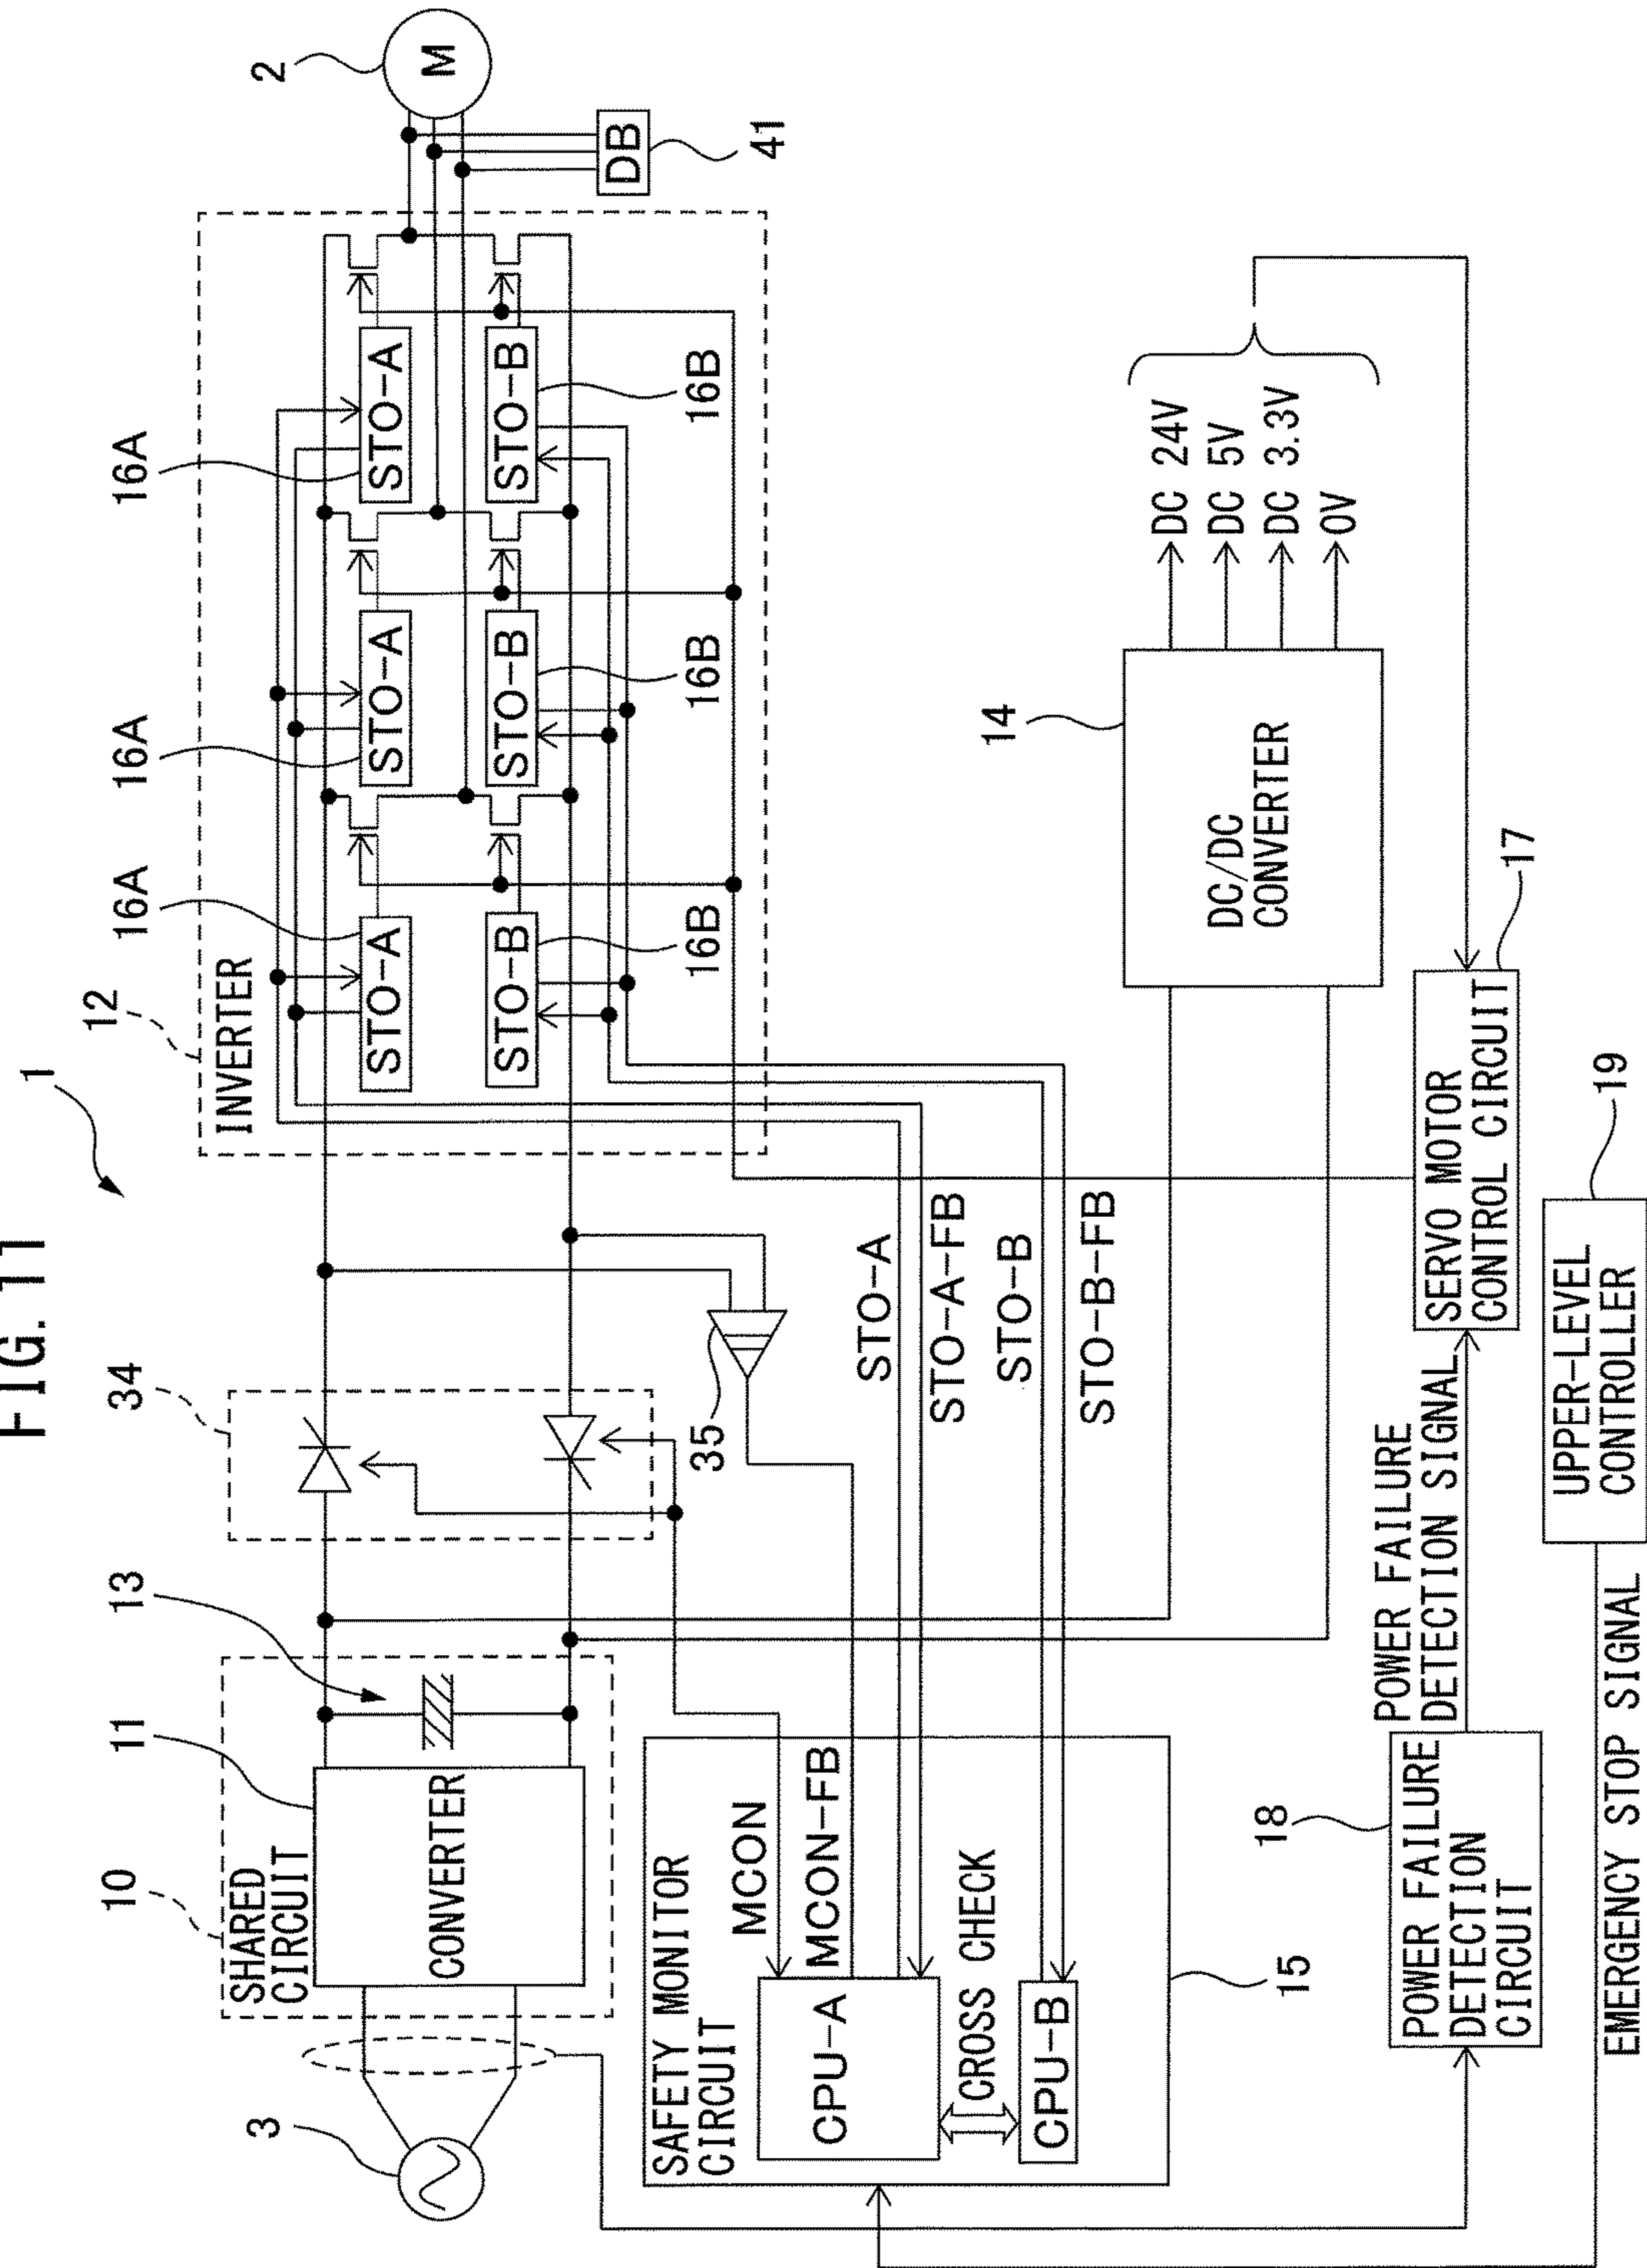 FIG. 11
1
10
SHARED
CIRCUIT
11
CONVERTER
13
34
12
INVERTER
16A
STO-A
16A
STO-A
16A
STO-A
STO-B
16B
STO-B
16B
STO-B
16B
2
M
DB
41
3
35
SAFETY MONITOR
CIRCUIT
MCON
MCON-FB
CPU-A
CROSS CHECK
CPU-B
15
STO-A
STO-A-FB
STO-B
STO-B-FB
14
DC/DC
CONVERTER
DC 24V
DC 5V
DC 3.3V
0V
18
POWER FAILURE
DETECTION
CIRCUIT
POWER FAILURE
DETECTION SIGNAL
17
SERVO MOTOR
CONTROL CIRCUIT
19
UPPER-LEVEL
CONTROLLER
EMERGENCY STOP SIGNAL